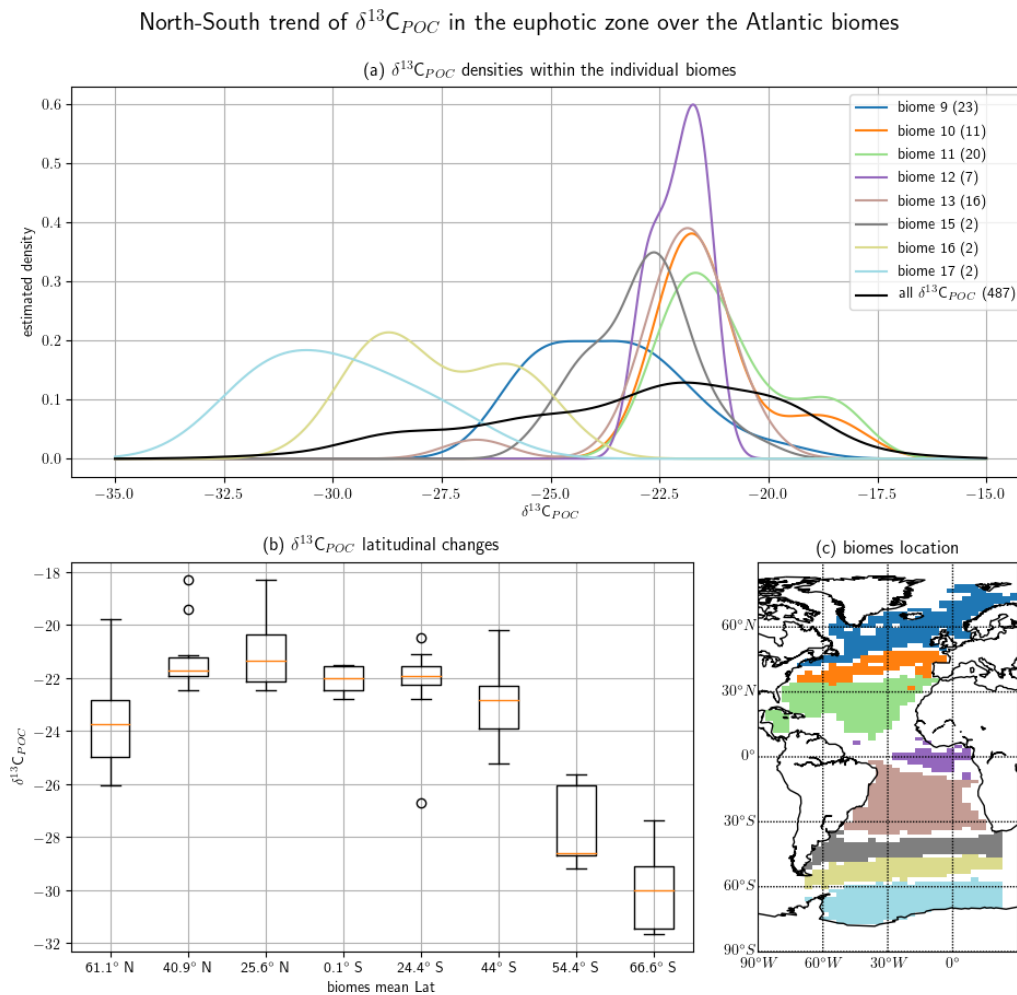 North-South trend of δ¹³C_POC in the euphotic zone over the Atlantic biomes
(a) δ¹³C_POC densities within the individual biomes
estimated density
0.6
0.5
0.4
0.3
0.2
0.1
0.0
biome 9 (23)
biome 10 (11)
biome 11 (20)
biome 12 (7)
biome 13 (16)
biome 15 (2)
biome 16 (2)
biome 17 (2)
all δ¹³C_POC (487)
−35.0 −32.5 −30.0 −27.5 −25.0 −22.5 −20.0 −17.5 −15.0
δ¹³C_POC
(b) δ¹³C_POC latitudinal changes
δ¹³C_POC
−18
−20
−22
−24
−26
−28
−30
−32
61.1° N 40.9° N 25.6° N 0.1° S 24.4° S 44° S 54.4° S 66.6° S
biomes mean Lat
(c) biomes location
60°N
30°N
0°
30°S
60°S
90°S
90°W 60°W 30°W 0°